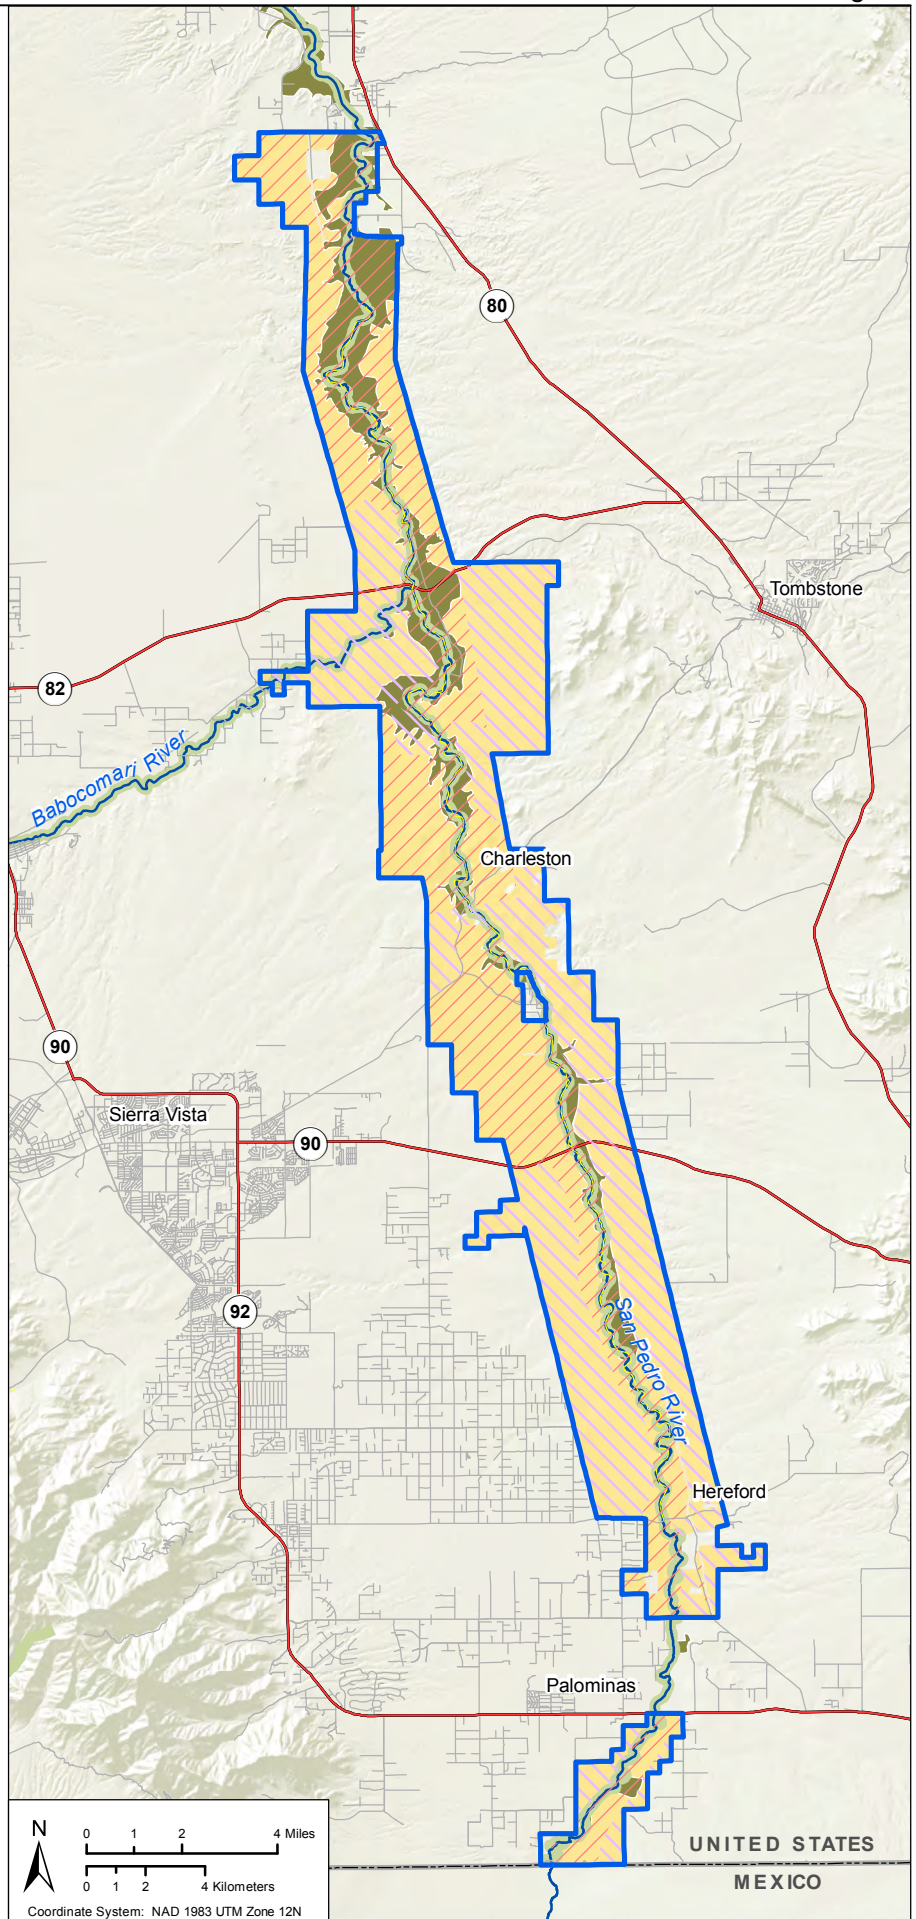 80
Tombstone
82
Babocomari River
Charleston
90
Sierra Vista
90
92
San Pedro River
Hereford
Palominas
UNITED STATES
MEXICO
N
0 1 2 4 Miles
0 1 2 4 Kilometers
Coordinate System: NAD 1983 UTM Zone 12N